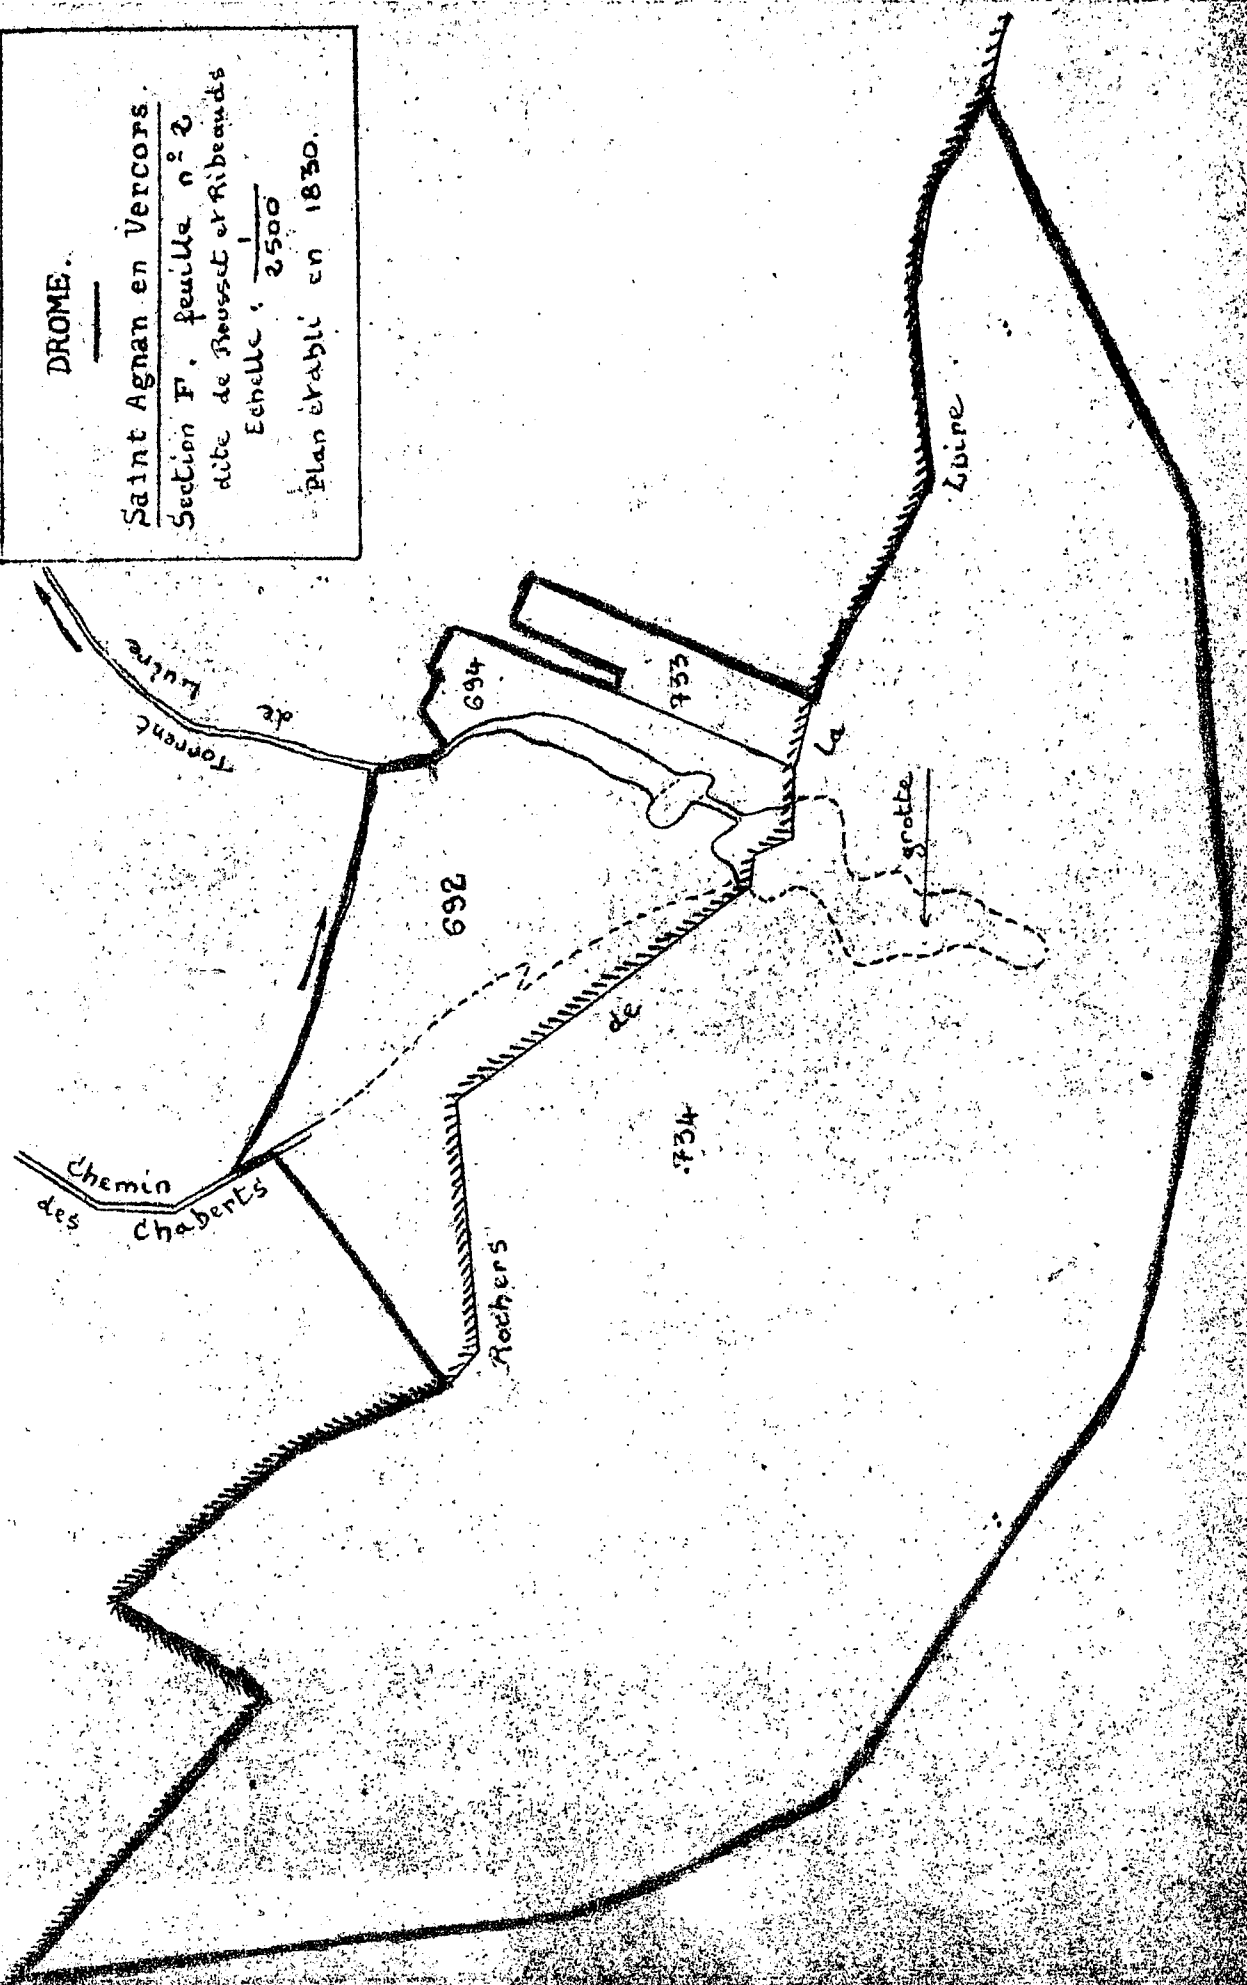 DROME.
Saint Agnan en Vercors.
Section F. feuille n° 2
dite de Rousset et Ribeauds
Echelle : 1
2500
Plan établi en 1830.
Torrent
de
Luire
694
733
692
734
grotte
Chemin
des
Chaberts
Rochers
de
La
Luire.